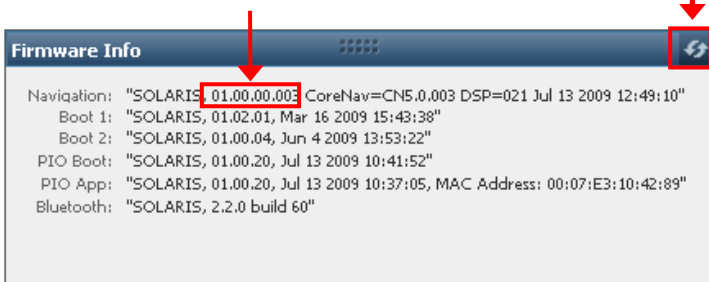 Firmware Info
Navigation: "SOLARIS, 01.00.00.003 CoreNav=CN5.0.003 DSP=021 Jul 13 2009 12:49:10"
Boot 1: "SOLARIS, 01.02.01, Mar 16 2009 15:43:38"
Boot 2: "SOLARIS, 01.00.04, Jun 4 2009 13:53:22"
PIO Boot: "SOLARIS, 01.00.20, Jul 13 2009 10:41:52"
PIO App: "SOLARIS, 01.00.20, Jul 13 2009 10:37:05, MAC Address: 00:07:E3:10:42:89"
Bluetooth: "SOLARIS, 2.2.0 build 60"